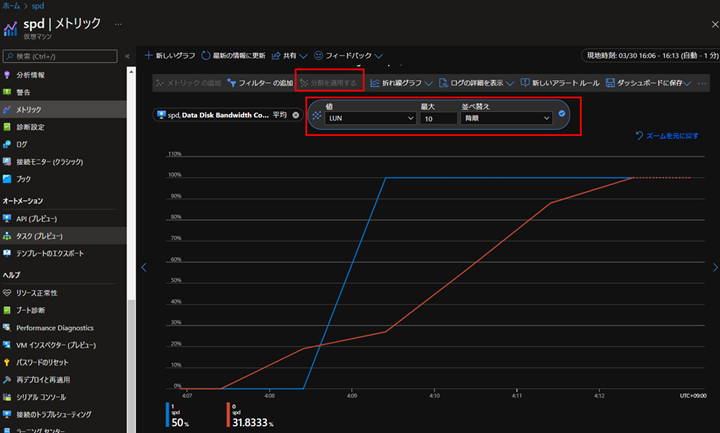 ホーム > spd
spd | メトリック ...
仮想マシン
検索 (Ctrl+/)
新しいグラフ 最新の情報に更新 共有 フィードバック
現地時刻: 03/30 16:06 - 16:13 (自動 - 1 分)
分析情報
警告
メトリック
診断設定
ログ
接続モニター (クラシック)
ブック
オートメーション
API (プレビュー)
タスク (プレビュー)
テンプレートのエクスポート
ヘルプ
リソース正常性
ブート診断
Performance Diagnostics
VM インスペクター (プレビュー)
パスワードのリセット
再デプロイと再適用
シリアル コンソール
接続のトラブルシューティング
ラーニング センター
メトリック の追加 フィルターの追加 分割を適用する 折れ線グラフ ログの詳細を表示 新しいアラート ルール ダッシュボードに保存 ...
spd, Data Disk Bandwidth Co... 平均
値 最大 並べ替え
LUN 10 降順
ズームを元に戻す
110%
100%
90%
80%
70%
60%
50%
40%
30%
20%
10%
0%
4:07 4:08 4:09 4:10 4:11 4:12 UTC+09:00
1
spd
50 %
0
spd
31.8333 %